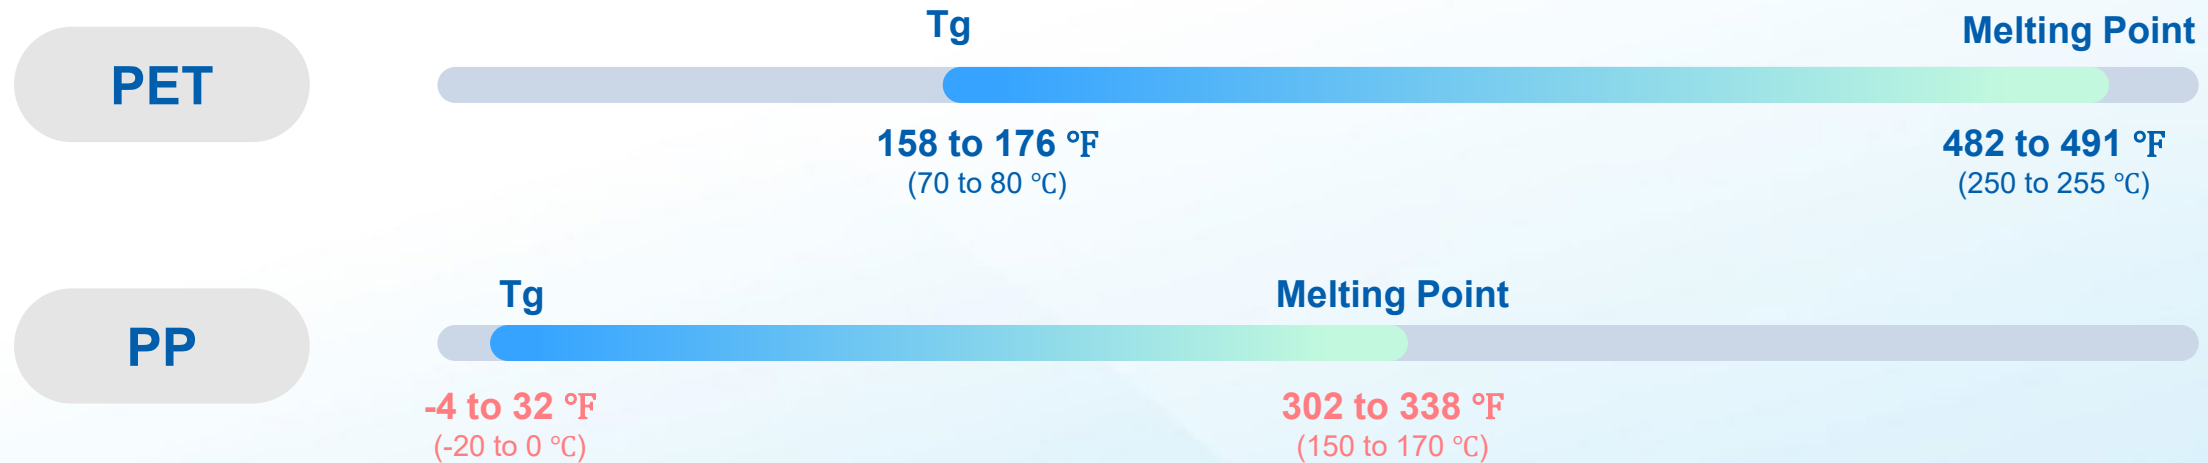 PET
Tg
Melting Point
158 to 176 ℉
(70 to 80 ℃)
482 to 491 ℉
(250 to 255 ℃)
PP
Tg
Melting Point
-4 to 32 ℉
(-20 to 0 ℃)
302 to 338 ℉
(150 to 170 ℃)